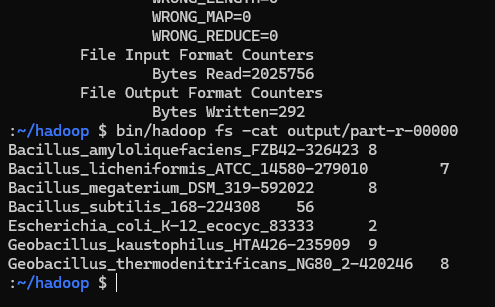 WRONG_LENGTH=0
WRONG_MAP=0
WRONG_REDUCE=0
File Input Format Counters
Bytes Read=2025756
File Output Format Counters
Bytes Written=292
:~/hadoop $ bin/hadoop fs -cat output/part-r-00000
Bacillus_amyloliquefaciens_FZB42-326423 8
Bacillus_licheniformis_ATCC_14580-279010 7
Bacillus_megaterium_DSM_319-592022 8
Bacillus_subtilis_168-224308 56
Escherichia_coli_K-12_ecocyc_83333 2
Geobacillus_kaustophilus_HTA426-235909 9
Geobacillus_thermodenitrificans_NG80_2-420246 8
:~/hadoop $